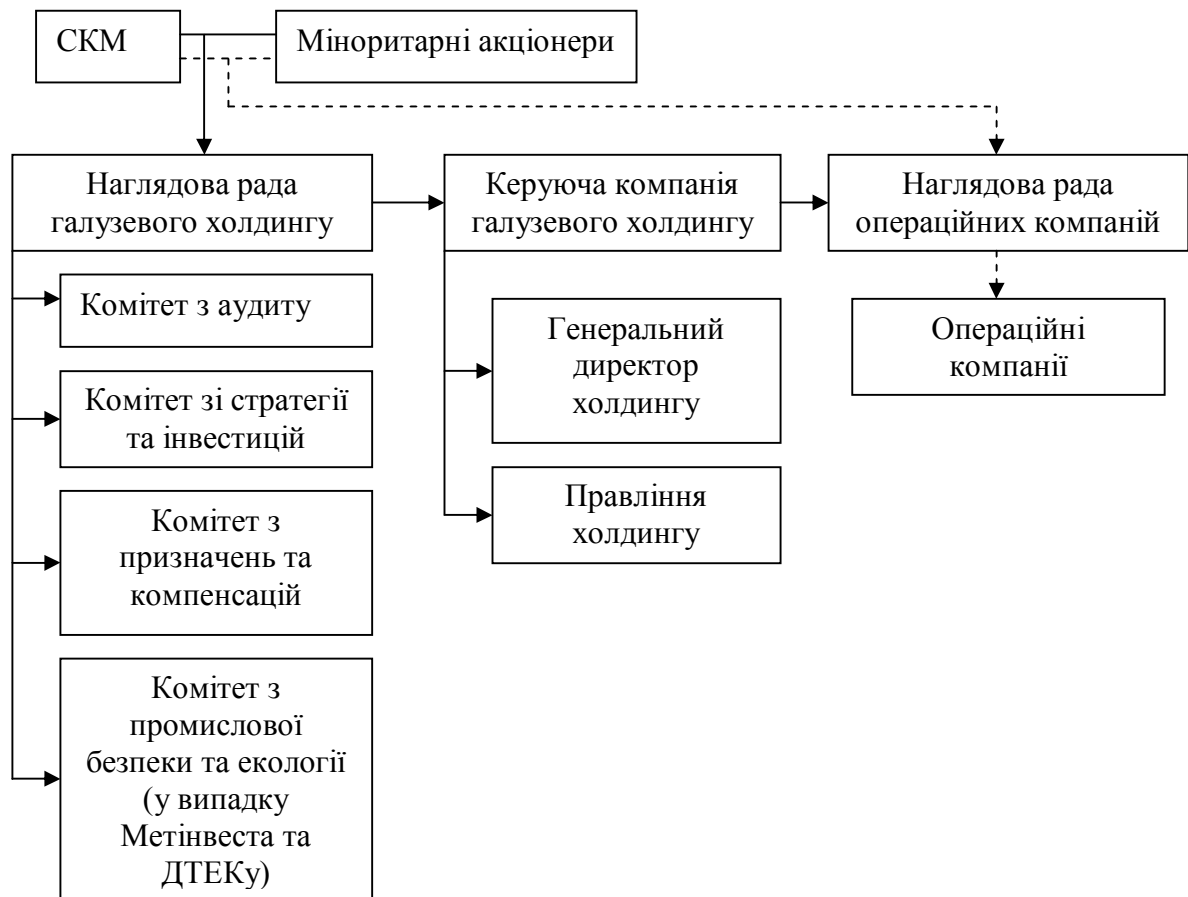 СКМ
Міноритарні акціонери
Наглядова рада
галузевого холдингу
Керуюча компанія
галузевого холдингу
Наглядова рада
операційних компаній
Комітет з аудиту
Комітет зі стратегії
та інвестицій
Комітет з
призначень та
компенсацій
Комітет з
промислової
безпеки та екології
(у випадку
Метінвеста та
ДТЕКу)
Генеральний
директор
холдингу
Правління
холдингу
Операційні
компанії